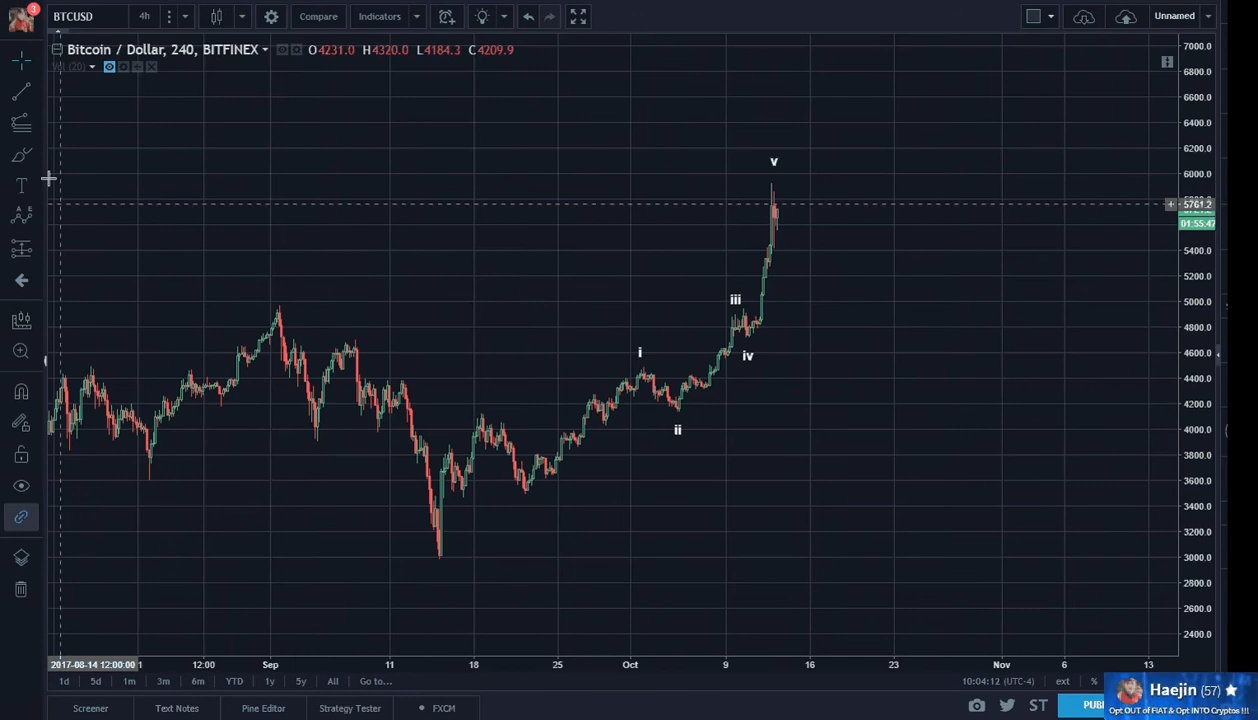 3
BTCUSD
4h
Compare
Indicators
Unnamed
Bitcoin / Dollar, 240, BITFINEX
O4231.0 H4320.0 L4184.3 C4209.9
Vol (20)
7000.0
6800.0
6600.0
6400.0
6200.0
6000.0
5761.2
01:55:47
5400.0
5200.0
5000.0
4800.0
4600.0
4400.0
4200.0
4000.0
3800.0
3600.0
3400.0
3200.0
3000.0
2800.0
2600.0
2400.0
v
iii
i
iv
ii
2017-08-14 12:00:00
12:00
Sep
11
18
25
Oct
9
16
23
Nov
6
13
1d 5d 1m 3m 6m YTD 1y 5y All Go to...
10:04:12 (UTC-4) ext %
Screener
Text Notes
Pine Editor
Strategy Tester
FXCM
ST
Haejin (57)
Opt OUT of FIAT & Opt INTO Cryptos !!!